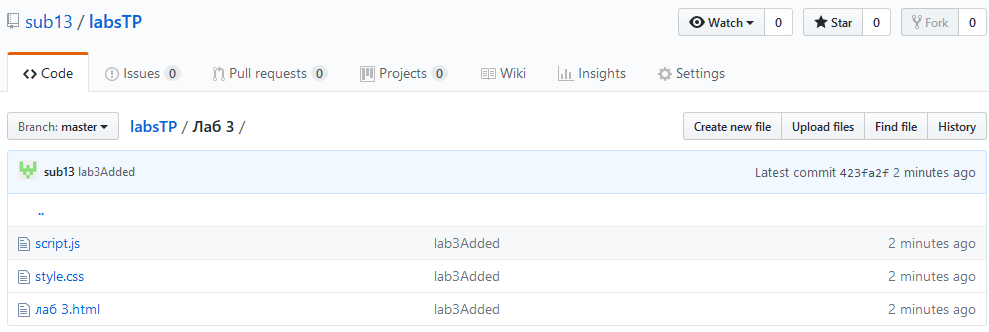 sub13 / labsTP Watch 0 Star 0 Fork 0
Code Issues 0 Pull requests 0 Projects 0 Wiki Insights Settings
Branch: master labsTP / Лаб 3 / Create new file Upload files Find file History
sub13 lab3Added Latest commit 423fa2f 2 minutes ago
..
script.js lab3Added 2 minutes ago
style.css lab3Added 2 minutes ago
лаб 3.html lab3Added 2 minutes ago